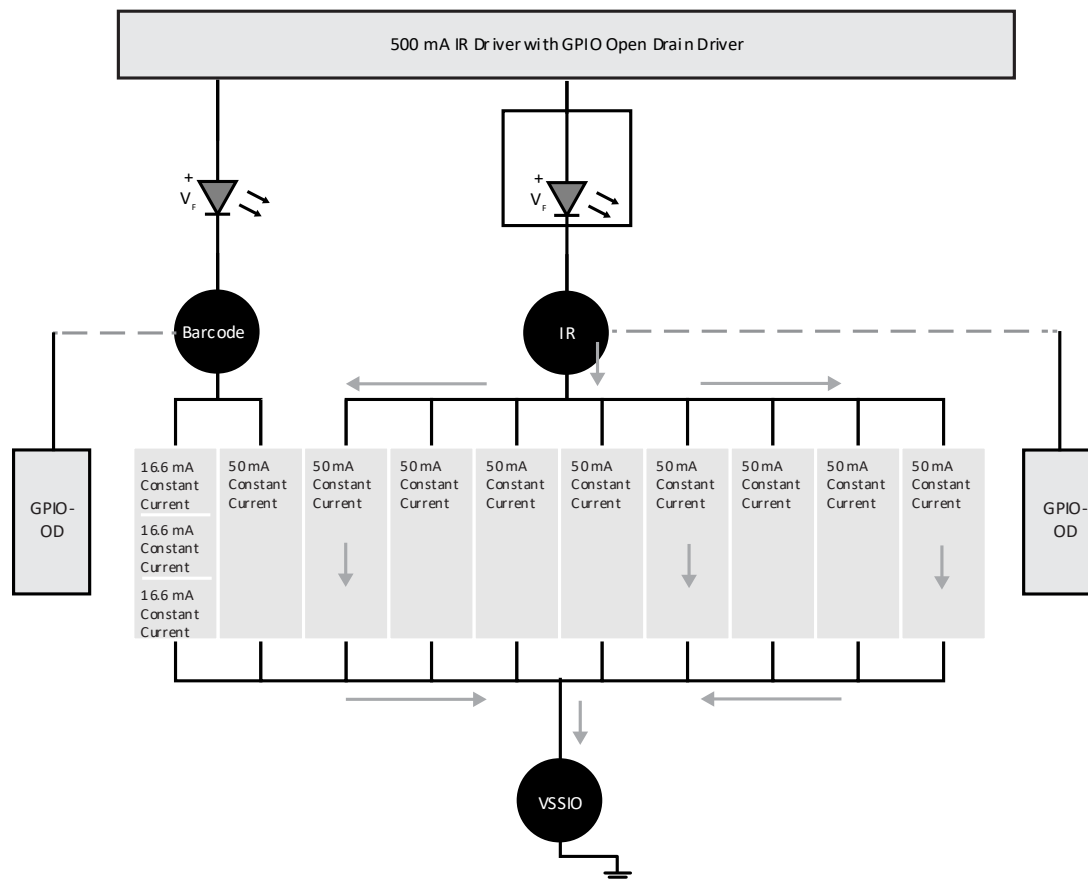 500 mA IR Driver with GPIO Open Drain Driver
+
V F
+
V F
Barcode
IR
GPIO-
OD
16.6 mA
Constant
Current
16.6 mA
Constant
Current
16.6 mA
Constant
Current
50 mA
Constant
Current
50 mA
Constant
Current
50 mA
Constant
Current
50 mA
Constant
Current
50 mA
Constant
Current
50 mA
Constant
Current
50 mA
Constant
Current
50 mA
Constant
Current
50 mA
Constant
Current
GPIO-
OD
VSSIO